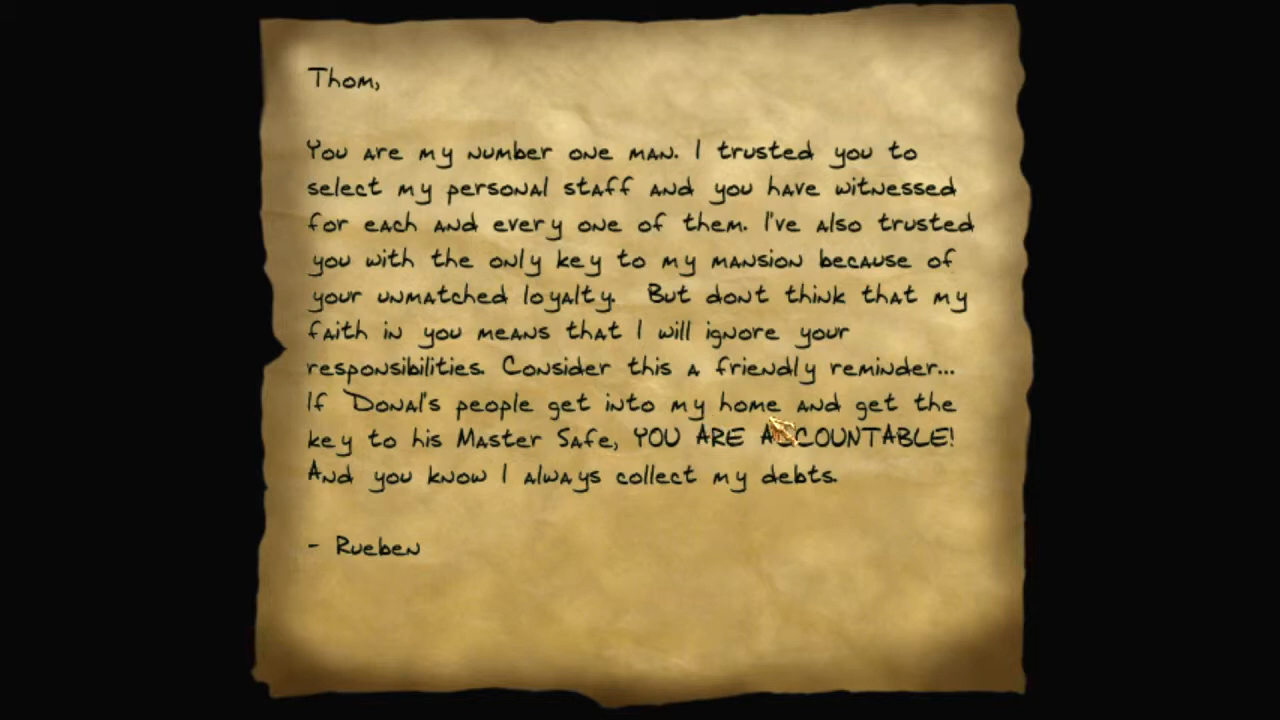 Thom,
You are my number one man. I trusted you to
select my personal staff and you have witnessed
for each and every one of them. I've also trusted
you with the only key to my mansion because of
your unmatched loyalty. But dont think that my
faith in you means that I will ignore your
responsibilities. Consider this a friendly reminder...
If Donal's people get into my home and get the
key to his Master Safe, YOU ARE ACCOUNTABLE!
And you know I always collect my debts.
- Rueben